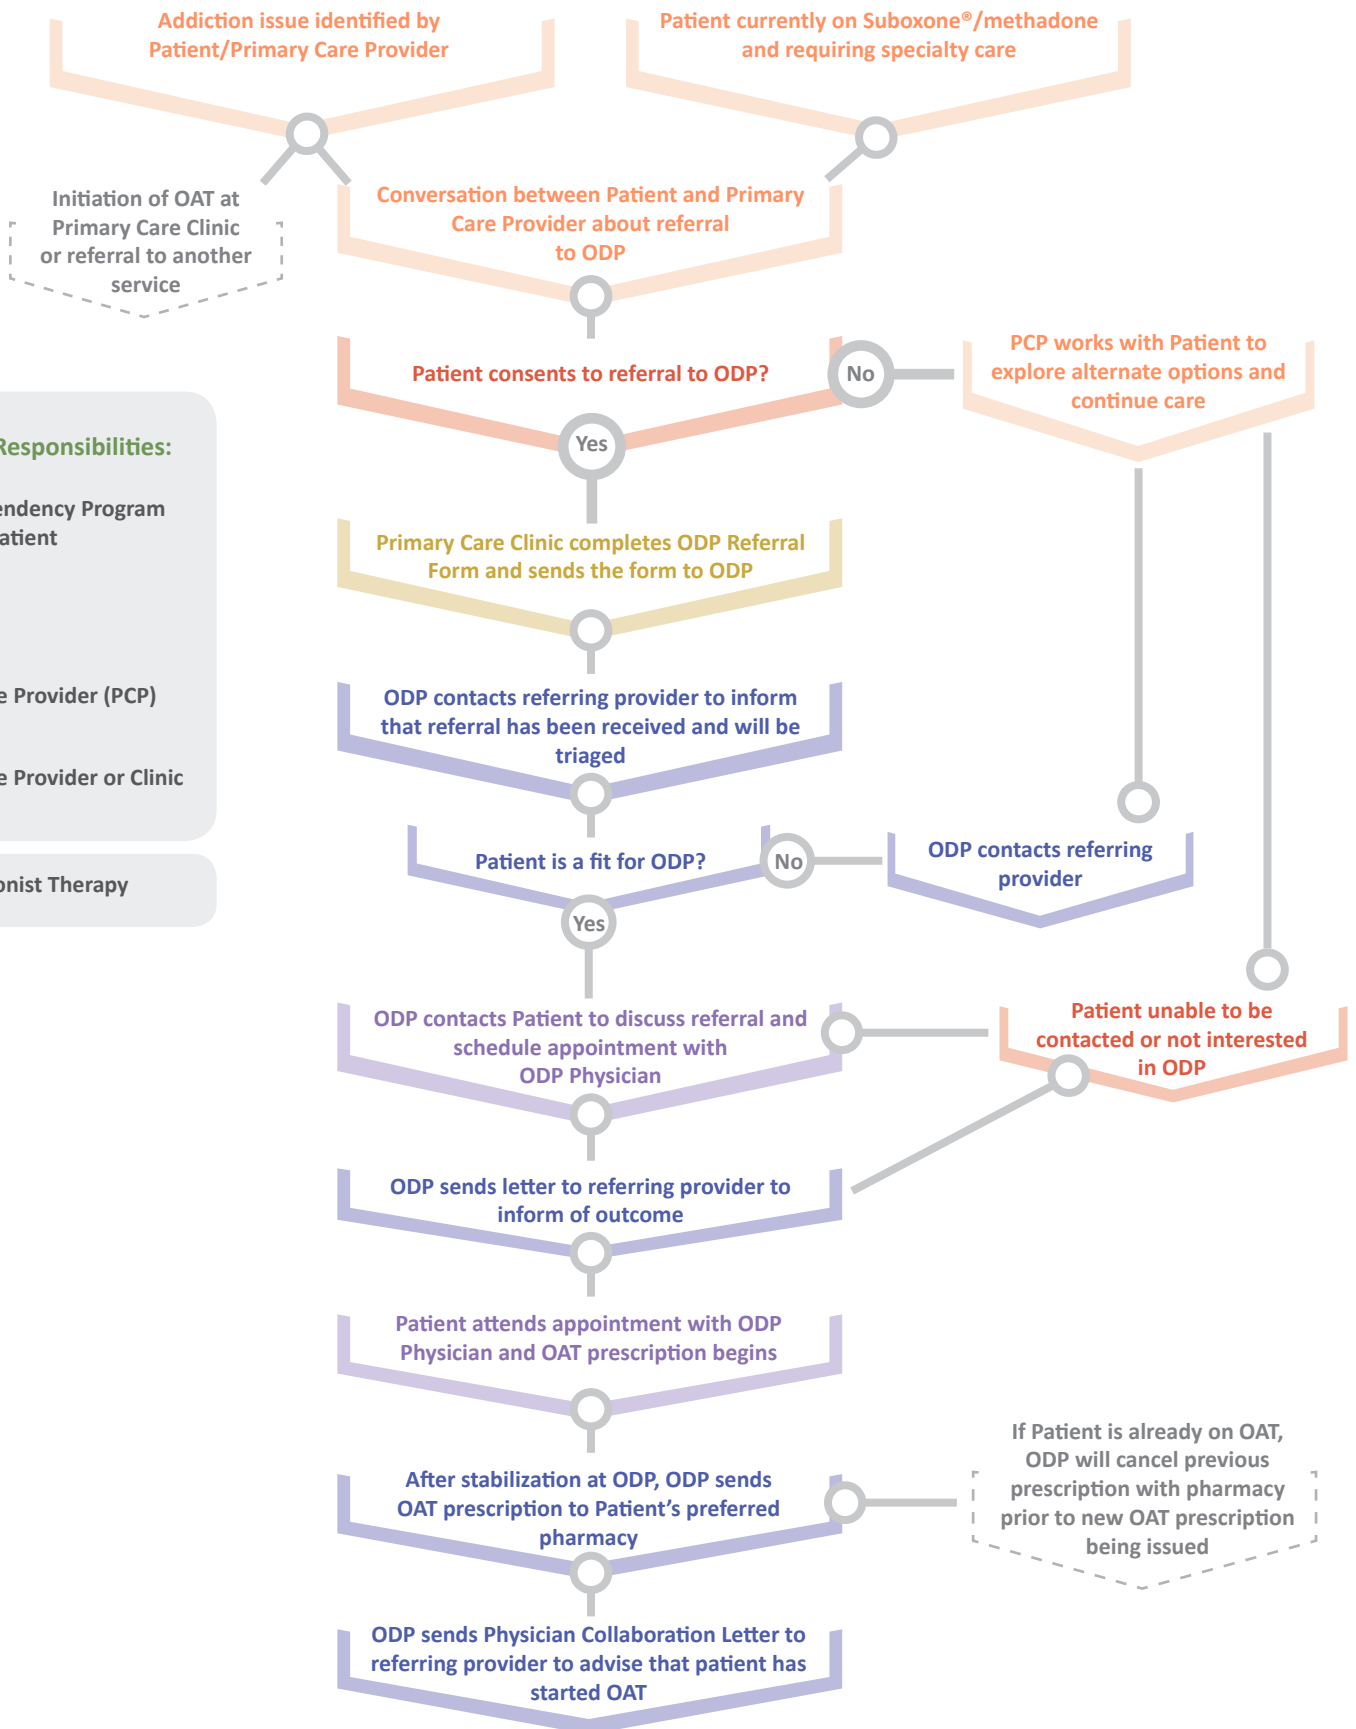 Addiction issue identified by
Patient/Primary Care Provider
Patient currently on Suboxone®/methadone
and requiring specialty care
Initiation of OAT at
Primary Care Clinic
or referral to another
service
Conversation between Patient and Primary
Care Provider about referral
to ODP
Patient consents to referral to ODP?
No
PCP works with Patient to
explore alternate options and
continue care
Yes
Responsibilities:
endency Program
atient
e Provider (PCP)
e Provider or Clinic
onist Therapy
Primary Care Clinic completes ODP Referral
Form and sends the form to ODP
ODP contacts referring provider to inform
that referral has been received and will be
triaged
Patient is a fit for ODP?
No
ODP contacts referring
provider
Yes
ODP contacts Patient to discuss referral and
schedule appointment with
ODP Physician
Patient unable to be
contacted or not interested
in ODP
ODP sends letter to referring provider to
inform of outcome
Patient attends appointment with ODP
Physician and OAT prescription begins
After stabilization at ODP, ODP sends
OAT prescription to Patient's preferred
pharmacy
If Patient is already on OAT,
ODP will cancel previous
prescription with pharmacy
prior to new OAT prescription
being issued
ODP sends Physician Collaboration Letter to
referring provider to advise that patient has
started OAT